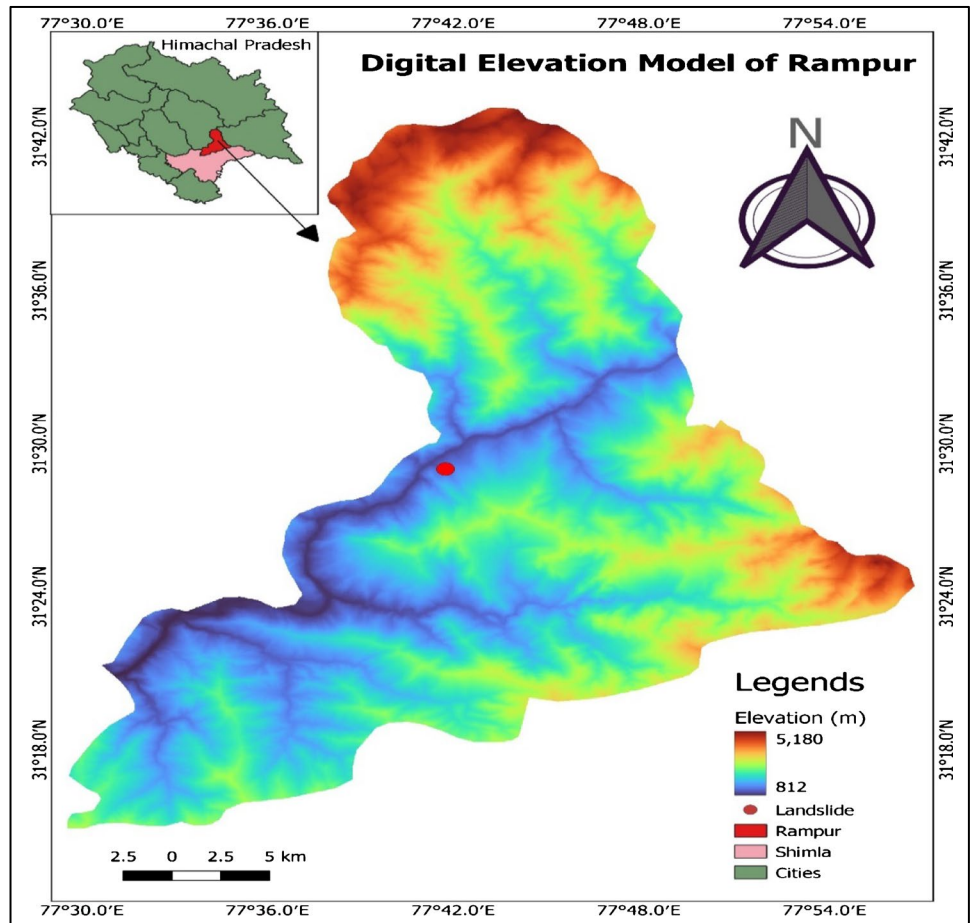 77°30.0'E 77°36.0'E 77°42.0'E 77°48.0'E 77°54.0'E
Himachal Pradesh
Digital Elevation Model of Rampur
N
31°42.0'N 31°42.0'N
31°36.0'N 31°36.0'N
31°30.0'N 31°30.0'N
31°24.0'N 31°24.0'N
31°18.0'N 31°18.0'N
Legends
Elevation (m)
5,180
812
Landslide
Rampur
Shimla
Cities
2.5 0 2.5 5 km
77°30.0'E 77°36.0'E 77°42.0'E 77°48.0'E 77°54.0'E